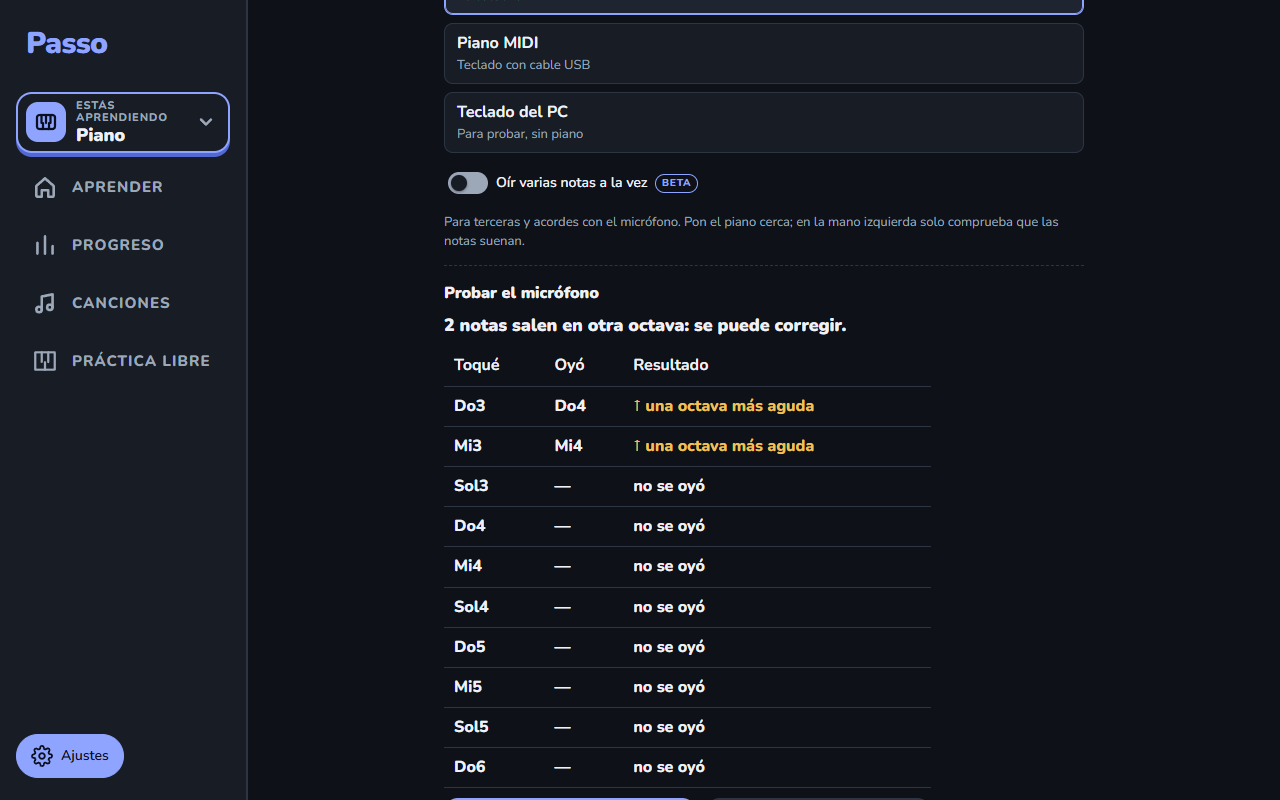 Passo
ESTÁS
APRENDIENDO
Piano
APRENDER
PROGRESO
CANCIONES
PRÁCTICA LIBRE
Ajustes
Piano MIDI
Teclado con cable USB
Teclado del PC
Para probar, sin piano
Oír varias notas a la vez BETA
Para terceras y acordes con el micrófono. Pon el piano cerca; en la mano izquierda solo comprueba que las
notas suenan.
Probar el micrófono
2 notas salen en otra octava: se puede corregir.
Toqué Oyó Resultado
Do3 Do4 ↑ una octava más aguda
Mi3 Mi4 ↑ una octava más aguda
Sol3 — no se oyó
Do4 — no se oyó
Mi4 — no se oyó
Sol4 — no se oyó
Do5 — no se oyó
Mi5 — no se oyó
Sol5 — no se oyó
Do6 — no se oyó